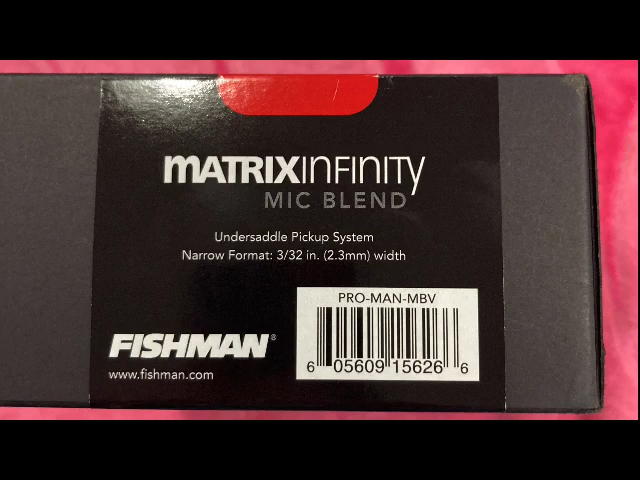 MATRIXINFINITY
MIC BLEND
Undersaddle Pickup System
Narrow Format: 3/32 in. (2.3mm) width
PRO-MAN-MBV
FISHMAN®
www.fishman.com
6 05609 15626 6